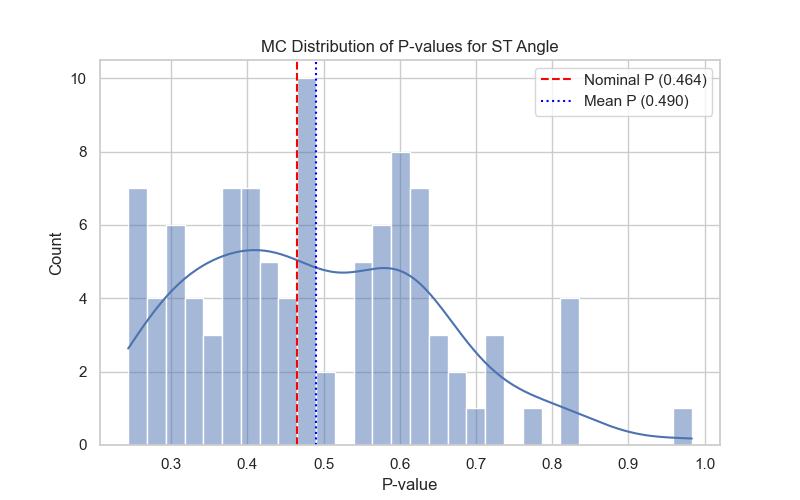 MC Distribution of P-values for ST Angle
Nominal P (0.464)
Mean P (0.490)
Count
10
8
6
4
2
0
0.3 0.4 0.5 0.6 0.7 0.8 0.9 1.0
P-value